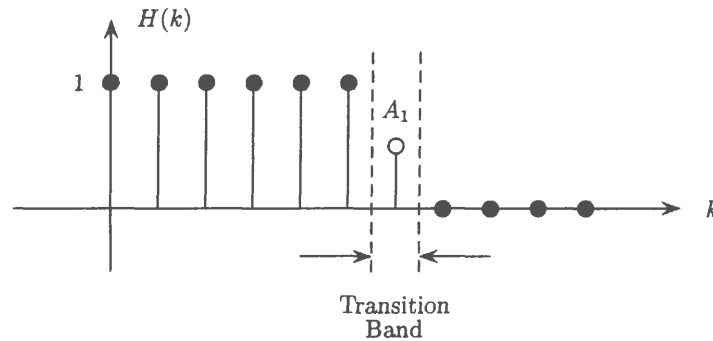 H(k)
1
A₁
k
Transition
Band